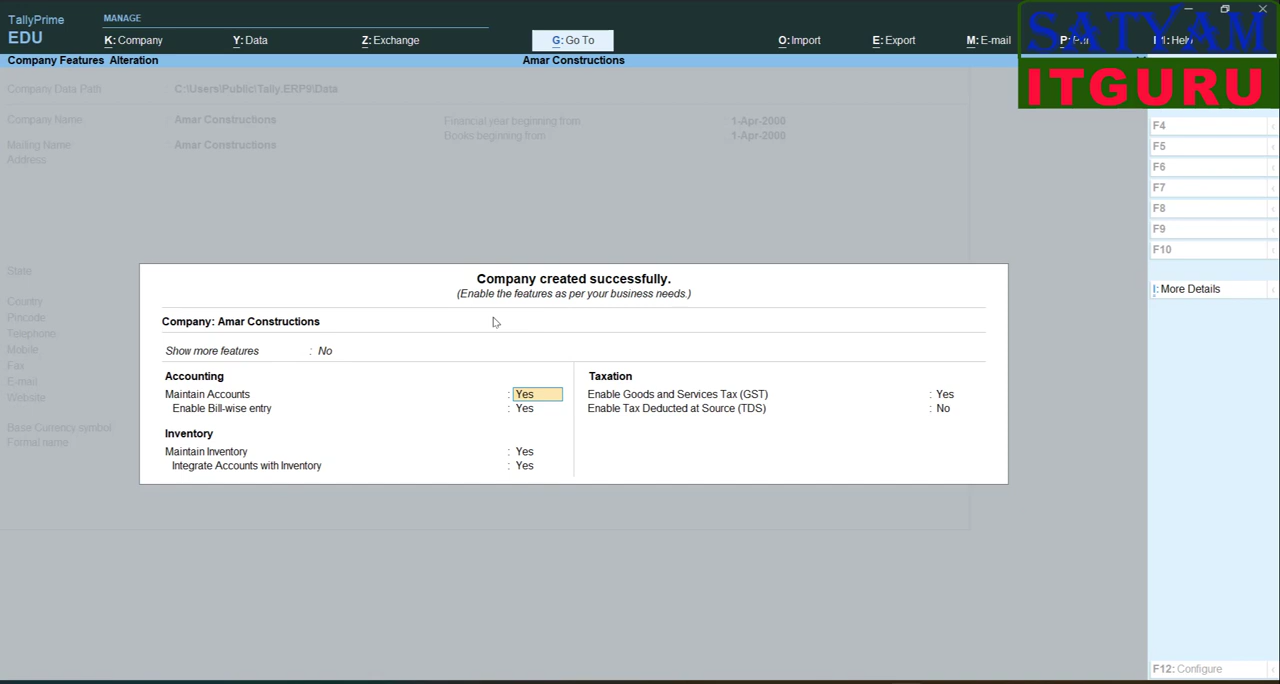 TallyPrime
EDU
MANAGE
K: Company
Y: Data
Z: Exchange
G: Go To
O: Import
E: Export
M: E-mail
SATYAM
ITGURU
Company Features Alteration
Amar Constructions
Company Data Path : C:\Users\Public\Tally.ERP9\Data
Company Name : Amar Constructions
Financial year beginning from : 1-Apr-2006
Mailing Name : Amar Constructions
Books beginning from : 1-Apr-2006
Address
State
Country
Pincode
Telephone
Mobile
Fax
E-mail
Website
Base Currency symbol
Formal name
Company created successfully.
(Enable the features as per your business needs.)
Company: Amar Constructions
Show more features : No
Accounting
Maintain Accounts : Yes
Enable Bill-wise entry : Yes
Inventory
Maintain Inventory : Yes
Integrate Accounts with Inventory : Yes
Taxation
Enable Goods and Services Tax (GST) : Yes
Enable Tax Deducted at Source (TDS) : No
F4
F5
F6
F7
F8
F9
F10
I: More Details
F12: Configure